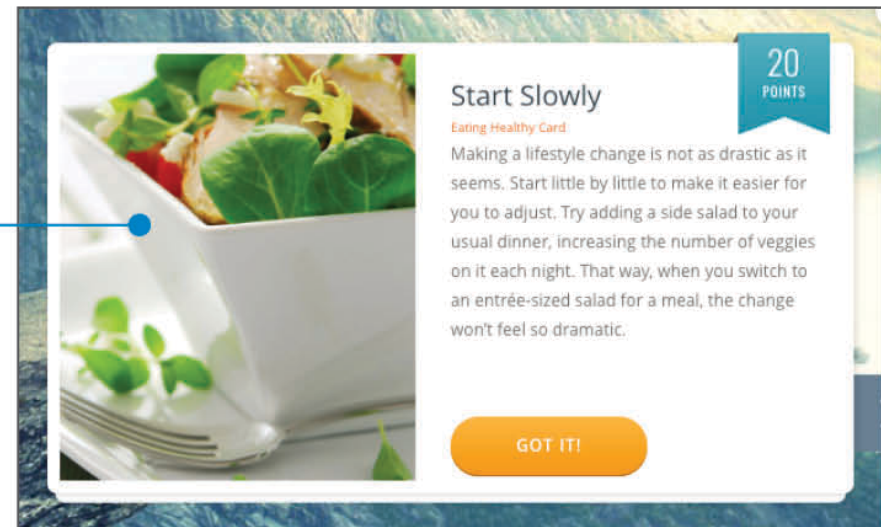 20
POINTS
Start Slowly
Eating Healthy Card
Making a lifestyle change is not as drastic as it
seems. Start little by little to make it easier for
you to adjust. Try adding a side salad to your
usual dinner, increasing the number of veggies
on it each night. That way, when you switch to
an entrée-sized salad for a meal, the change
won't feel so dramatic.
GOT IT!